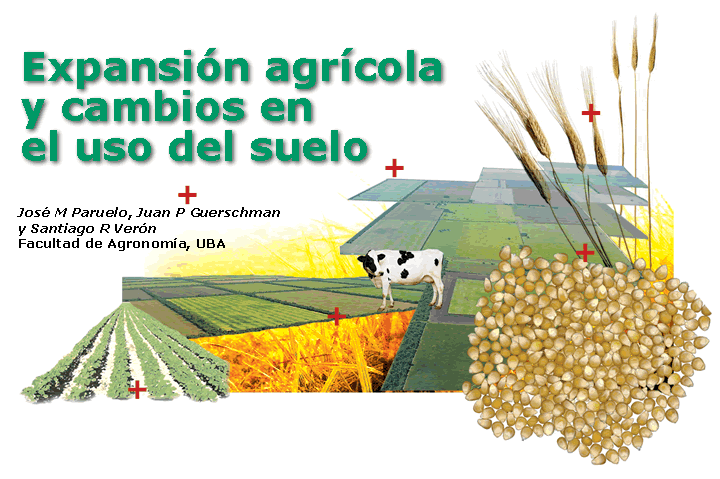 Expansión agrícola
y cambios en
el uso del suelo
José M Paruelo, Juan P Guerschman
y Santiago R Verón
Facultad de Agronomía, UBA